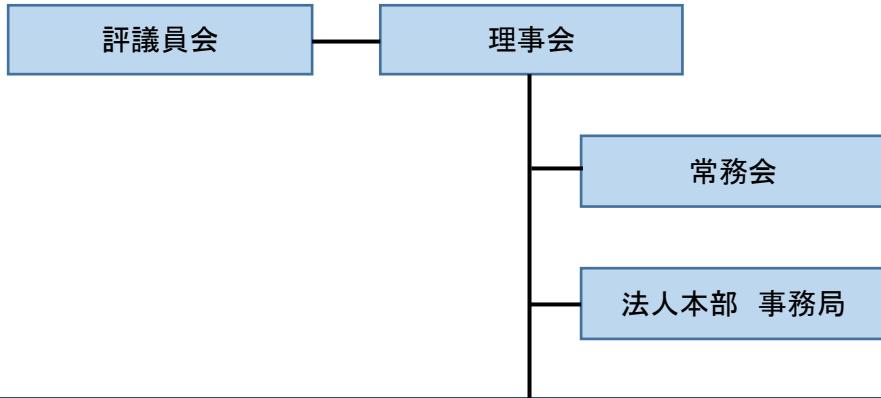 評議員会
理事会
常務会
法人本部 事務局